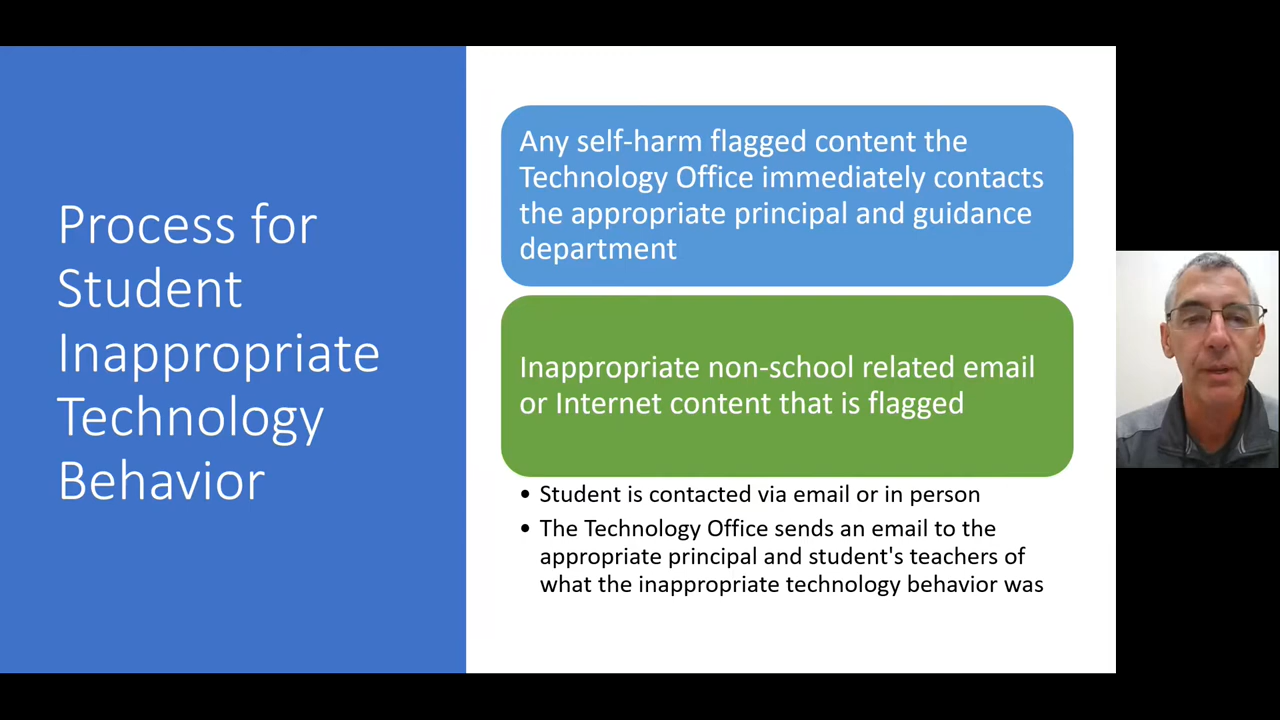 Process for
Student
Inappropriate
Technology
Behavior
Any self-harm flagged content the
Technology Office immediately contacts
the appropriate principal and guidance
department
Inappropriate non-school related email
or Internet content that is flagged
• Student is contacted via email or in person
• The Technology Office sends an email to the
appropriate principal and student's teachers of
what the inappropriate technology behavior was